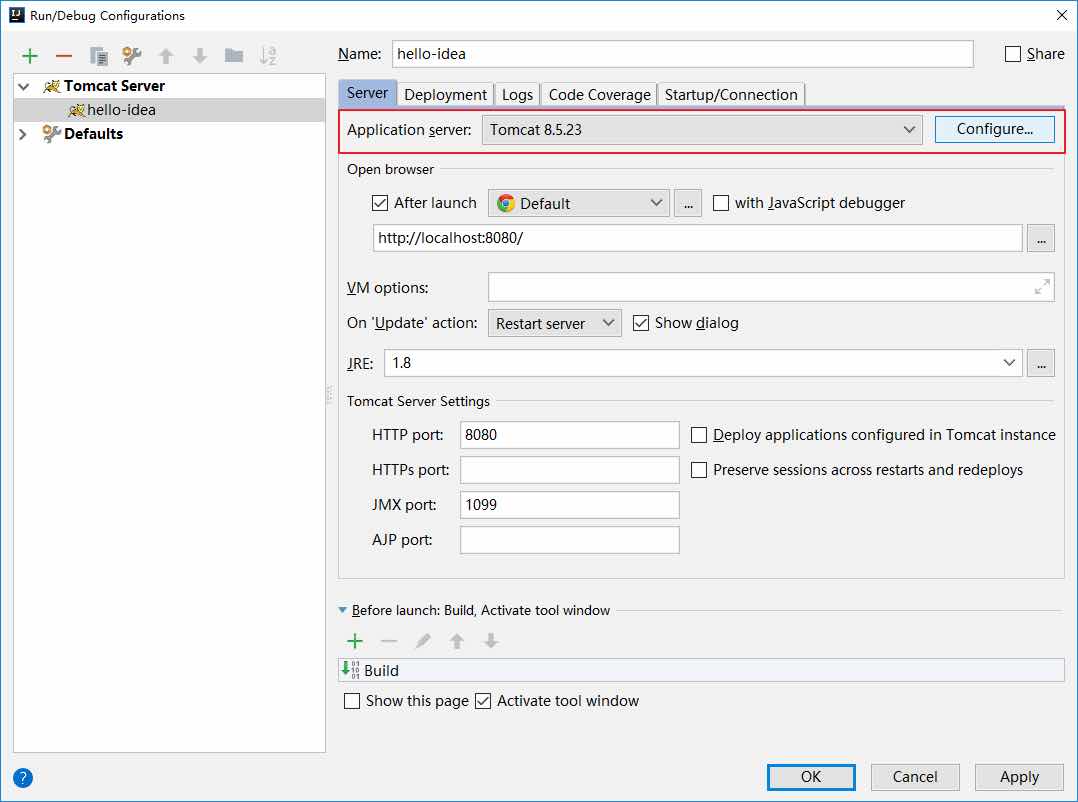 Run/Debug Configurations
Tomcat Server
hello-idea
Defaults
Name: hello-idea Share
Server Deployment Logs Code Coverage Startup/Connection
Application server: Tomcat 8.5.23 Configure...
Open browser
After launch Default ... with JavaScript debugger
http://localhost:8080/ ...
VM options:
On 'Update' action: Restart server Show dialog
JRE: 1.8 ...
Tomcat Server Settings
HTTP port: 8080 Deploy applications configured in Tomcat instance
HTTPs port: Preserve sessions across restarts and redeploys
JMX port: 1099
AJP port:
Before launch: Build, Activate tool window
Build
Show this page Activate tool window
? OK Cancel Apply